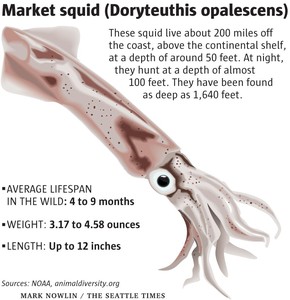 Market squid (Doryteuthis opalescens)
These squid live about 200 miles off
the coast, above the continental shelf,
at a depth of around 50 feet. At night,
they hunt at a depth of almost
100 feet. They have been found
as deep as 1,640 feet.
▪AVERAGE LIFESPAN
IN THE WILD: 4 to 9 months
▪WEIGHT: 3.17 to 4.58 ounces
▪LENGTH: Up to 12 inches
Sources: NOAA, animaldiversity.org
MARK NOWLIN / THE SEATTLE TIMES